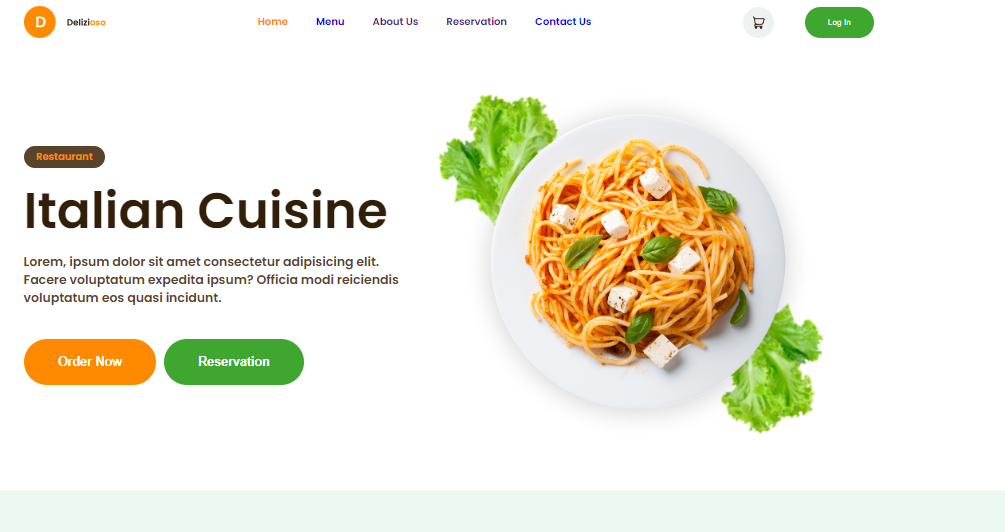 D Delizioso Home Menu About Us Reservation Contact Us Log In
Restaurant
Italian Cuisine
Lorem, ipsum dolor sit amet consectetur adipisicing elit.
Facere voluptatum expedita ipsum? Officia modi reiciendis
voluptatum eos quasi incidunt.
Order Now Reservation